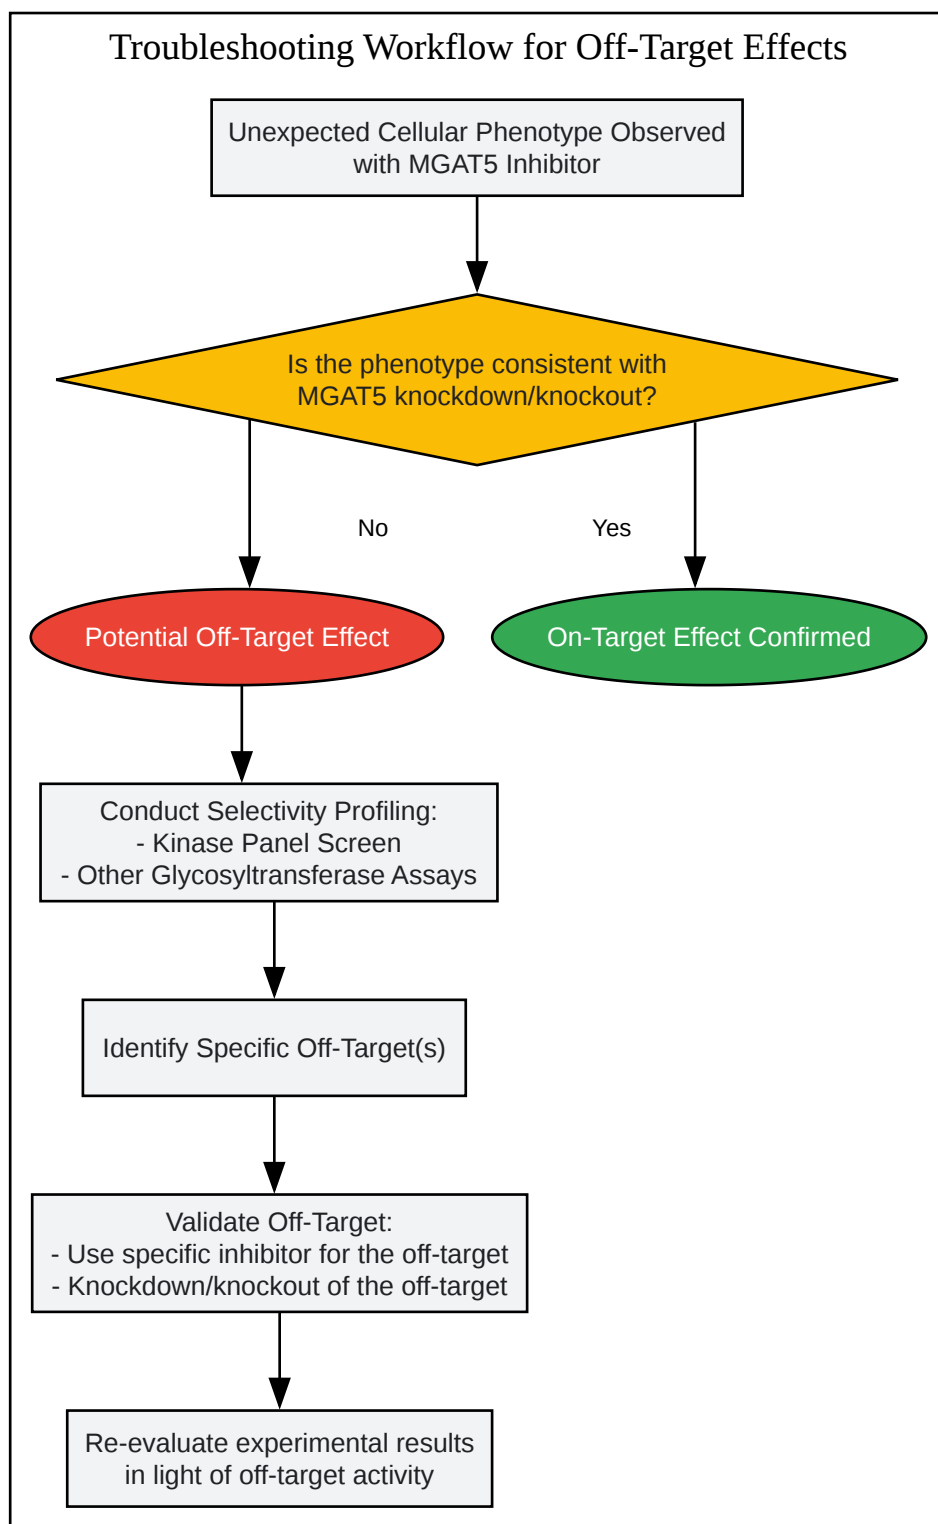 Troubleshooting Workflow for Off-Target Effects
Unexpected Cellular Phenotype Observed
with MGAT5 Inhibitor
Is the phenotype consistent with
MGAT5 knockdown/knockout?
No
Yes
Potential Off-Target Effect
On-Target Effect Confirmed
Conduct Selectivity Profiling:
- Kinase Panel Screen
- Other Glycosyltransferase Assays
Identify Specific Off-Target(s)
Validate Off-Target:
- Use specific inhibitor for the off-target
- Knockdown/knockout of the off-target
Re-evaluate experimental results
in light of off-target activity